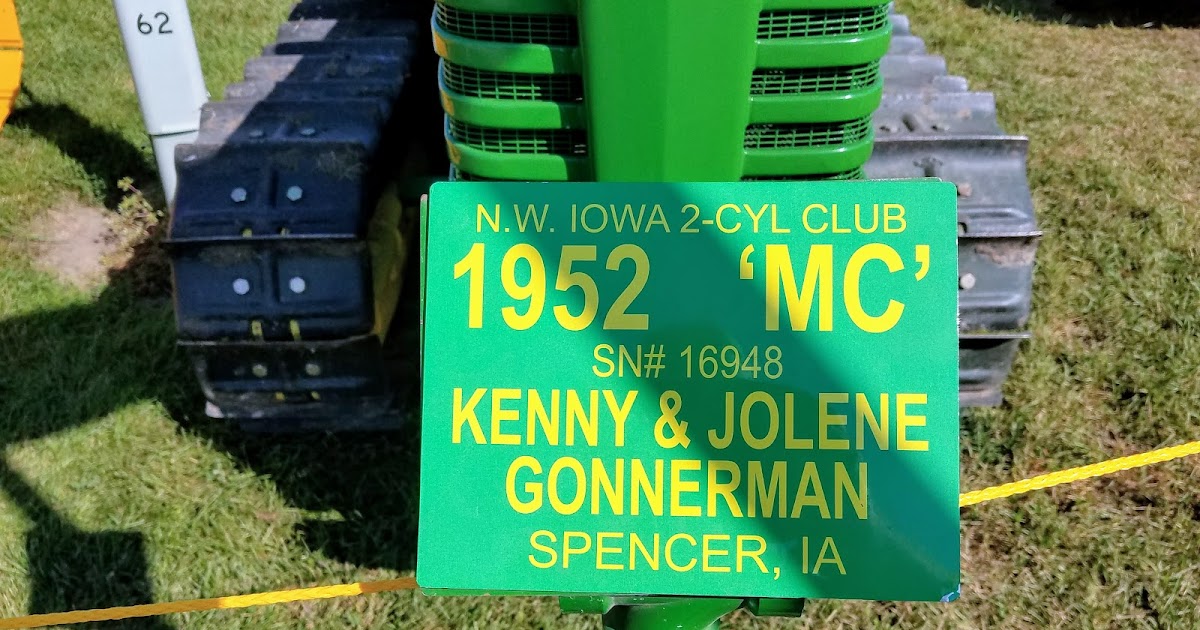 62
N.W. IOWA 2-CYL CLUB
1952 ‘MC’
SN# 16948
KENNY & JOLENE
GONNERMAN
SPENCER, IA